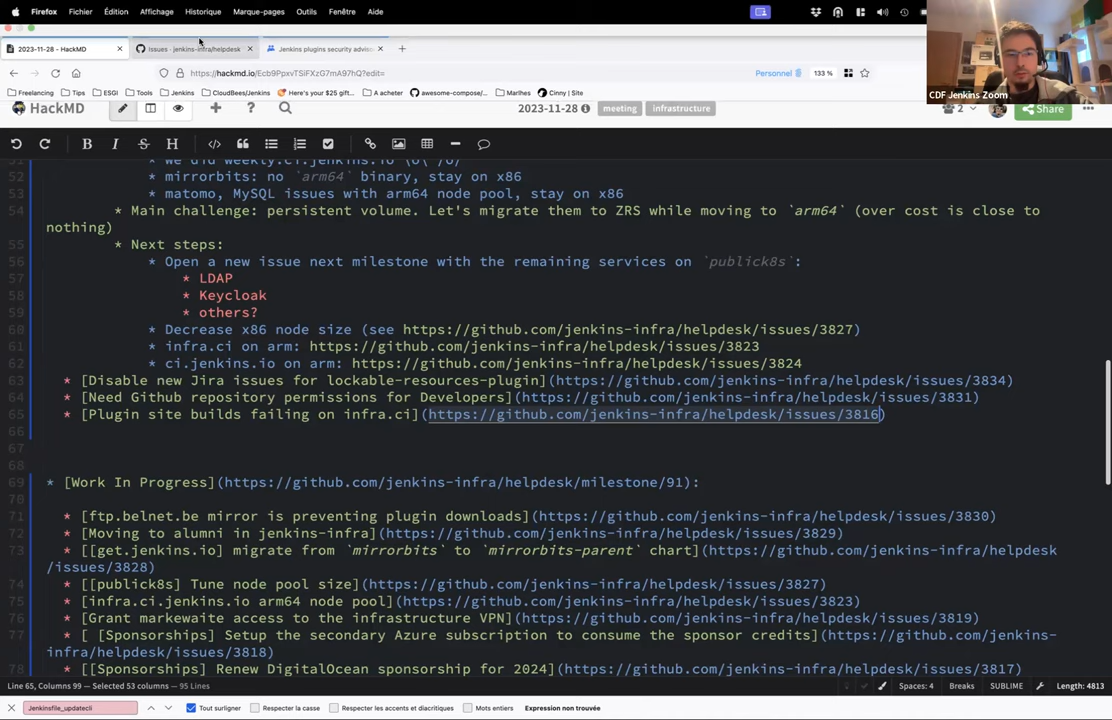 Firefox Fichier Édition Affichage Historique Marque-pages Outils Fenêtre Aide
2023-11-28 - HackMD
Issues · jenkins-infra/helpdesk
Jenkins plugins security advis
https://hackmd.io/Ecb9PpxvTSiFXzG7mA97hQ?edit=
Personnel
133 %
Freelancing Tips ESGI Tools Jenkins CloudBees/Jenkins Here's your $25 gift... A acheter awesome-compose/... Marlhes Cinny | Site
CDF Jenkins Zoom
HackMD
2023-11-28
meeting
infrastructure
2
Share
51 * We did weekly.ci.jenkins.io \o\ /o/
52 * mirrorbits: no `arm64` binary, stay on x86
53 * matomo, MySQL issues with arm64 node pool, stay on x86
54 * Main challenge: persistent volume. Let's migrate them to ZRS while moving to `arm64` (over cost is close to
nothing)
55 * Next steps:
56 * Open a new issue next milestone with the remaining services on `publick8s`:
57 * LDAP
58 * Keycloak
59 * others?
60 * Decrease x86 node size (see https://github.com/jenkins-infra/helpdesk/issues/3827)
61 * infra.ci on arm: https://github.com/jenkins-infra/helpdesk/issues/3823
62 * ci.jenkins.io on arm: https://github.com/jenkins-infra/helpdesk/issues/3824
63 * [Disable new Jira issues for lockable-resources-plugin](https://github.com/jenkins-infra/helpdesk/issues/3834)
64 * [Need Github repository permissions for Developers](https://github.com/jenkins-infra/helpdesk/issues/3831)
65 * [Plugin site builds failing on infra.ci](https://github.com/jenkins-infra/helpdesk/issues/3816)
66
67
68
69 * [Work In Progress](https://github.com/jenkins-infra/helpdesk/milestone/91):
70
71 * [ftp.belnet.be mirror is preventing plugin downloads](https://github.com/jenkins-infra/helpdesk/issues/3830)
72 * [Moving to alumni in jenkins-infra](https://github.com/jenkins-infra/helpdesk/issues/3829)
73 * [[get.jenkins.io] migrate from `mirrorbits` to `mirrorbits-parent` chart](https://github.com/jenkins-infra/helpdesk
/issues/3828)
74 * [[publick8s] Tune node pool size](https://github.com/jenkins-infra/helpdesk/issues/3827)
75 * [infra.ci.jenkins.io arm64 node pool](https://github.com/jenkins-infra/helpdesk/issues/3823)
76 * [Grant markewaite access to the infrastructure VPN](https://github.com/jenkins-infra/helpdesk/issues/3819)
77 * [ [Sponsorships] Setup the secondary Azure subscription to consume the sponsor credits](https://github.com/jenkins-
infra/helpdesk/issues/3818)
78 * [[Sponsorships] Renew DigitalOcean sponsorship for 2024](https://github.com/jenkins-infra/helpdesk/issues/3817)
Line 65, Columns 99 — Selected 53 columns — 95 Lines
Spaces: 4
Breaks
SUBLIME
Length: 4813
Jenkinsfile_updatecli
Tout surligner
Respecter la casse
Respecter les accents et diacritiques
Mots entiers
Expression non trouvée